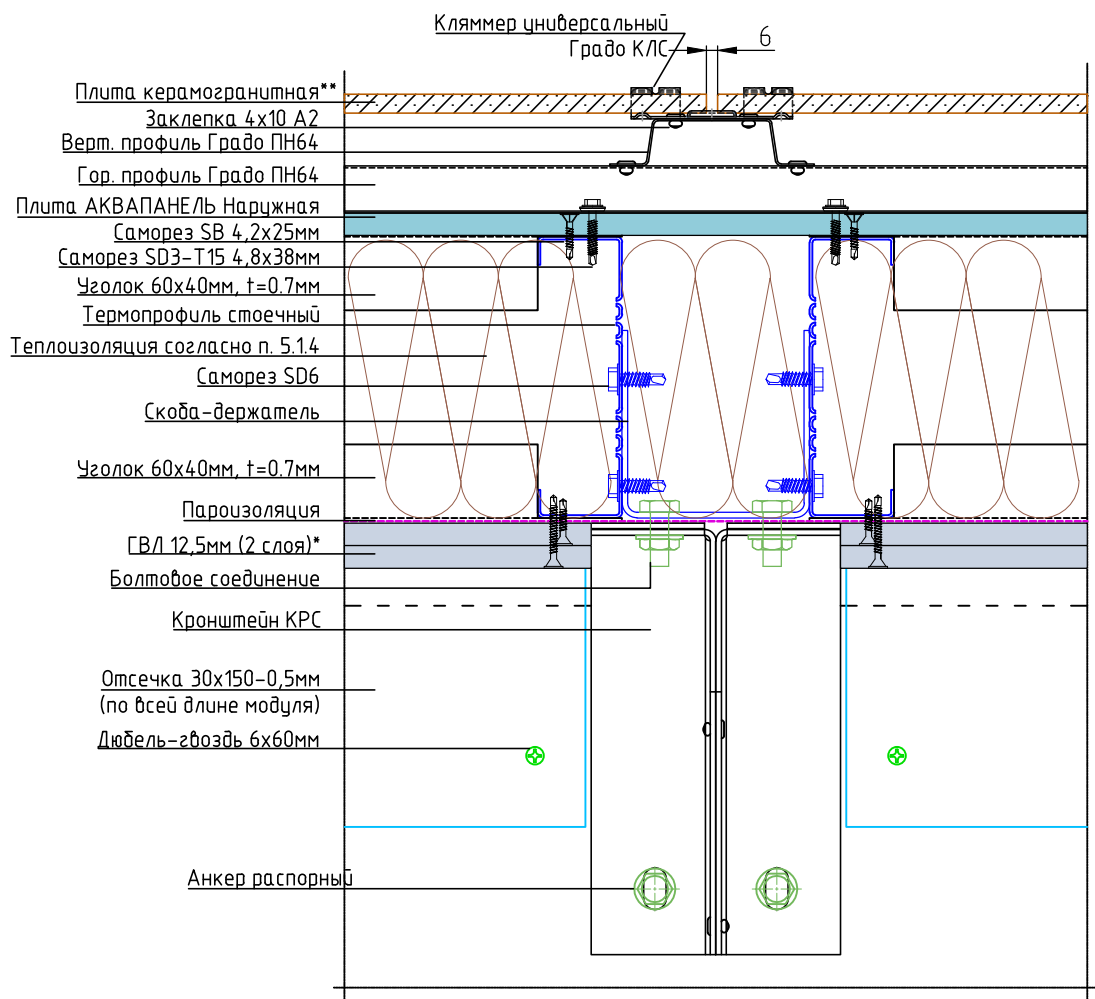 Кляммер универсальный
Градо КЛС
6
Плита керамогранитная**
Заклепка 4х10 А2
Верт. профиль Градо ПН64
Гор. профиль Градо ПН64
Плита АКВАПАНЕЛЬ Наружная
Саморез SB 4,2х25мм
Саморез SD3-T15 4,8х38мм
Уголок 60х40мм, t=0.7мм
Термопрофиль стоечный
Теплоизоляция согласно п. 5.1.4
Саморез SD6
Скоба-держатель
Уголок 60х40мм, t=0.7мм
Пароизоляция
ГВЛ 12,5мм (2 слоя)*
Болтовое соединение
Кронштейн КРС
Отсечка 30х150-0,5мм
(по всей длине модуля)
Дюбель-гвоздь 6х60мм
Анкер распорный